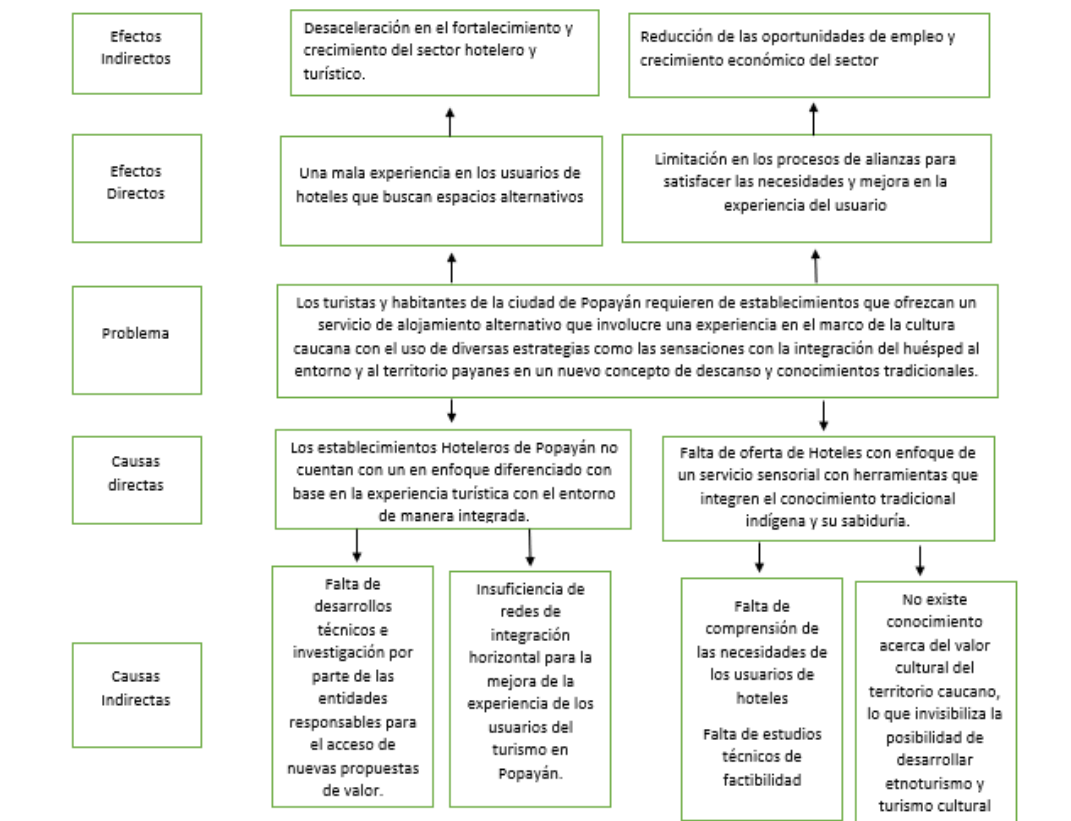 Efectos
Indirectos
Desaceleración en el fortalecimiento y
crecimiento del sector hotelero y
turístico.
Reducción de las oportunidades de empleo y
crecimiento económico del sector
Efectos
Directos
Una mala experiencia en los usuarios de
hoteles que buscan espacios alternativos
Limitación en los procesos de alianzas para
satisfacer las necesidades y mejora en la
experiencia del usuario
Problema
Los turistas y habitantes de la ciudad de Popayán requieren de establecimientos que ofrezcan un
servicio de alojamiento alternativo que involucre una experiencia en el marco de la cultura
caucana con el uso de diversas estrategias como las sensaciones con la integración del huésped al
entorno y al territorio payanes en un nuevo concepto de descanso y conocimientos tradicionales.
Causas
directas
Los establecimientos Hoteleros de Popayán no
cuentan con un en enfoque diferenciado con
base en la experiencia turística con el entorno
de manera integrada.
Falta de oferta de Hoteles con enfoque de
un servicio sensorial con herramientas que
integren el conocimiento tradicional
indígena y su sabiduría.
Causas
Indirectas
Falta de
desarrollos
técnicos e
investigación por
parte de las
entidades
responsables para
el acceso de
nuevas propuestas
de valor.
Insuficiencia de
redes de
integración
horizontal para la
mejora de la
experiencia de los
usuarios del
turismo en
Popayán.
Falta de
comprensión de
las necesidades de
los usuarios de
hoteles
Falta de estudios
técnicos de
factibilidad
No existe
conocimiento
acerca del valor
cultural del
territorio caucano,
lo que invisibiliza la
posibilidad de
desarrollar
etnoturismo y
turismo cultural